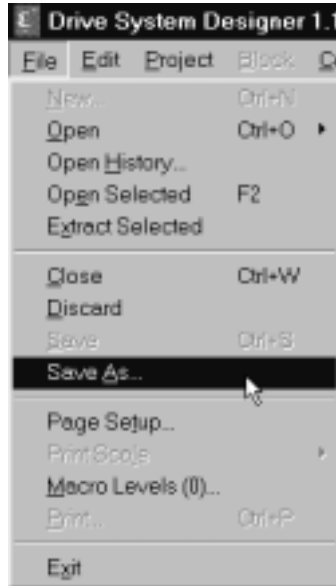 Drive System Designer 1.1
File Edit Project Block
New... Ctrl+N
Open Ctrl+O
Open History...
Open Selected F2
Extract Selected
Close Ctrl+W
Discard
Save Ctrl+S
Save As...
Page Setup...
Print Scope
Macro Levels (0)...
Print... Ctrl+P
Exit